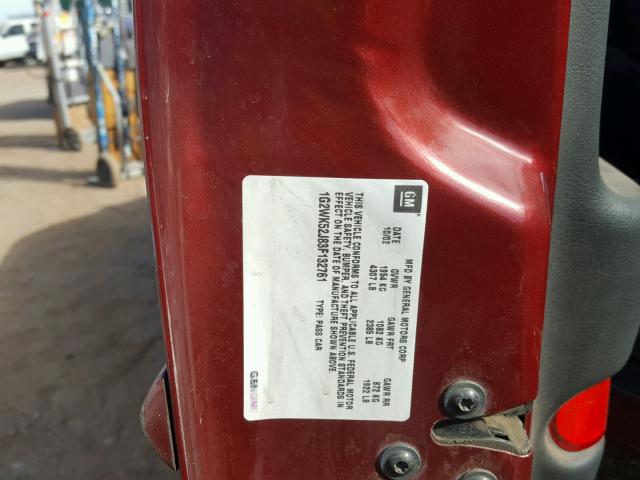 GM
MFD BY GENERAL MOTORS CORP
DATE GVWR GAWR FRT GAWR RR
10/02 1954 KG 1082 KG 872 KG
4307 LB 2385 LB 1922 LB
THIS VEHICLE CONFORMS TO ALL APPLICABLE U.S. FEDERAL MOTOR
VEHICLE SAFETY, BUMPER, AND THEFT PREVENTION STANDARDS IN
EFFECT ON THE DATE OF MANUFACTURE SHOWN ABOVE.
1G2WK52J83F132761 TYPE: PASS CAR